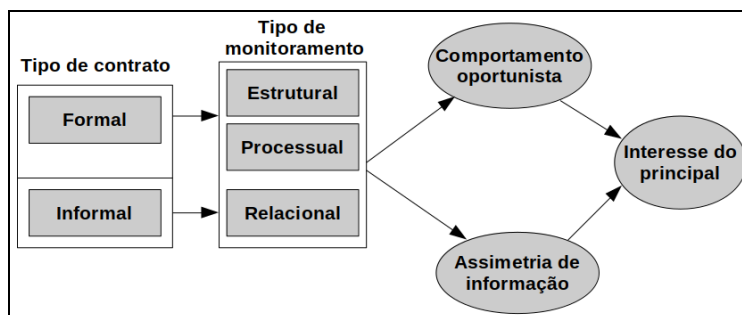 Tipo de contrato
Formal
Informal
Tipo de
monitoramento
Estrutural
Processual
Relacional
Comportamento
oportunista
Assimetria de
informação
Interesse do
principal